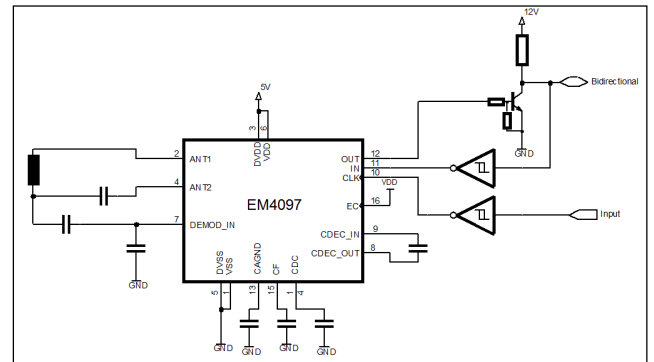 12V
Bidirectional
5V
3
6
DVDD
VDD
GND
2
ANT1
OUT
12
IN
11
CLK
10
4
ANT2
VDD
EC
16
Input
EM4097
7
DEMOD_IN
CDEC_IN
9
CDEC_OUT
8
DVSS
VSS
CAGND
CF
CDC
5
1
13
15
1
4
GND
GND
GND
GND